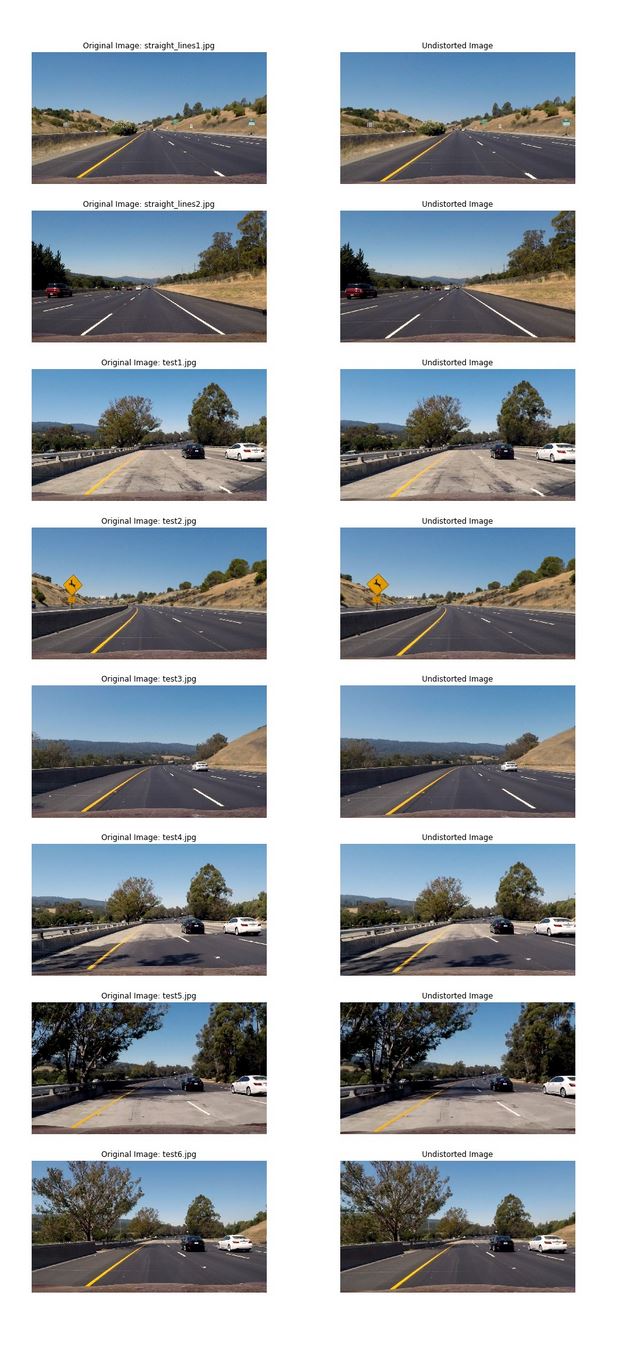 Original Image: straight_lines1.jpg
Undistorted Image
Original Image: straight_lines2.jpg
Undistorted Image
Original Image: test1.jpg
Undistorted Image
Original Image: test2.jpg
Undistorted Image
Original Image: test3.jpg
Undistorted Image
Original Image: test4.jpg
Undistorted Image
Original Image: test5.jpg
Undistorted Image
Original Image: test6.jpg
Undistorted Image